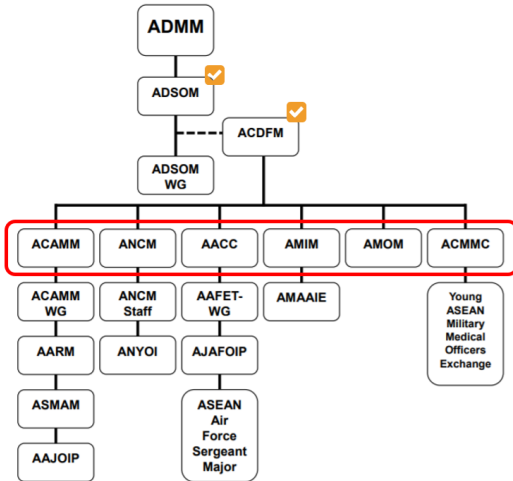 ADMM
ADSOM
ACDFM
ADSOM
WG
ACAMM
ANCM
AACC
AMIM
AMOM
ACMMC
ACAMM
WG
ANCM
Staff
AAFET-
WG
AMAAIE
Young
ASEAN
Military
Medical
Officers
Exchange
AARM
ANYOI
AJAFOIP
ASMAM
ASEAN
Air
Force
Sergeant
Major
AAJOIP